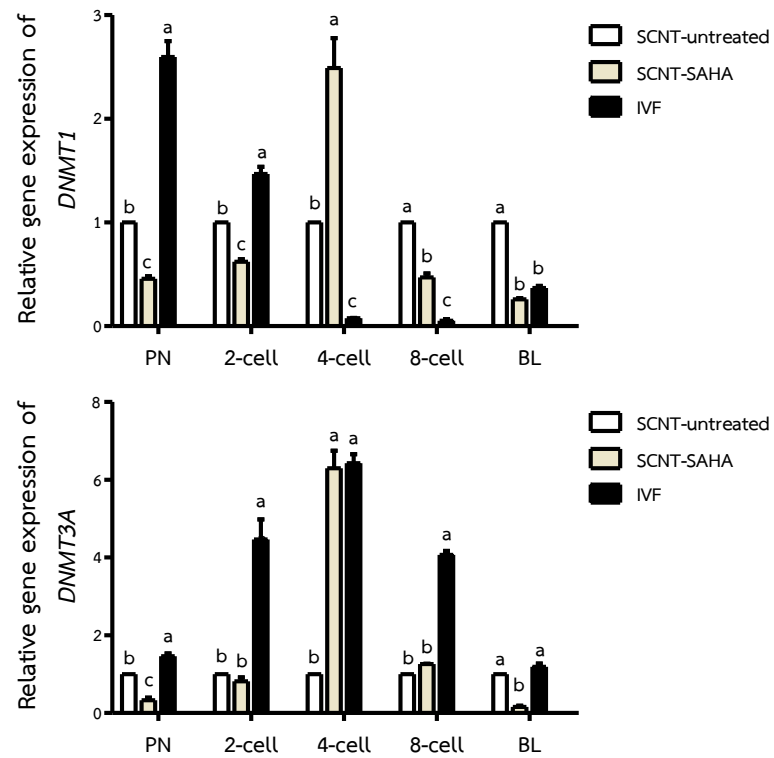 Relative gene expression of
DNMT1
3
2
1
0
a
b
c
a
b
c
a
b
c
a
b
c
a
b
b
PN
2-cell
4-cell
8-cell
BL
SCNT-untreated
SCNT-SAHA
IVF
Relative gene expression of
DNMT3A
8
6
4
2
0
b
c
a
b
b
a
b
a
a
b
b
a
a
b
a
PN
2-cell
4-cell
8-cell
BL
SCNT-untreated
SCNT-SAHA
IVF